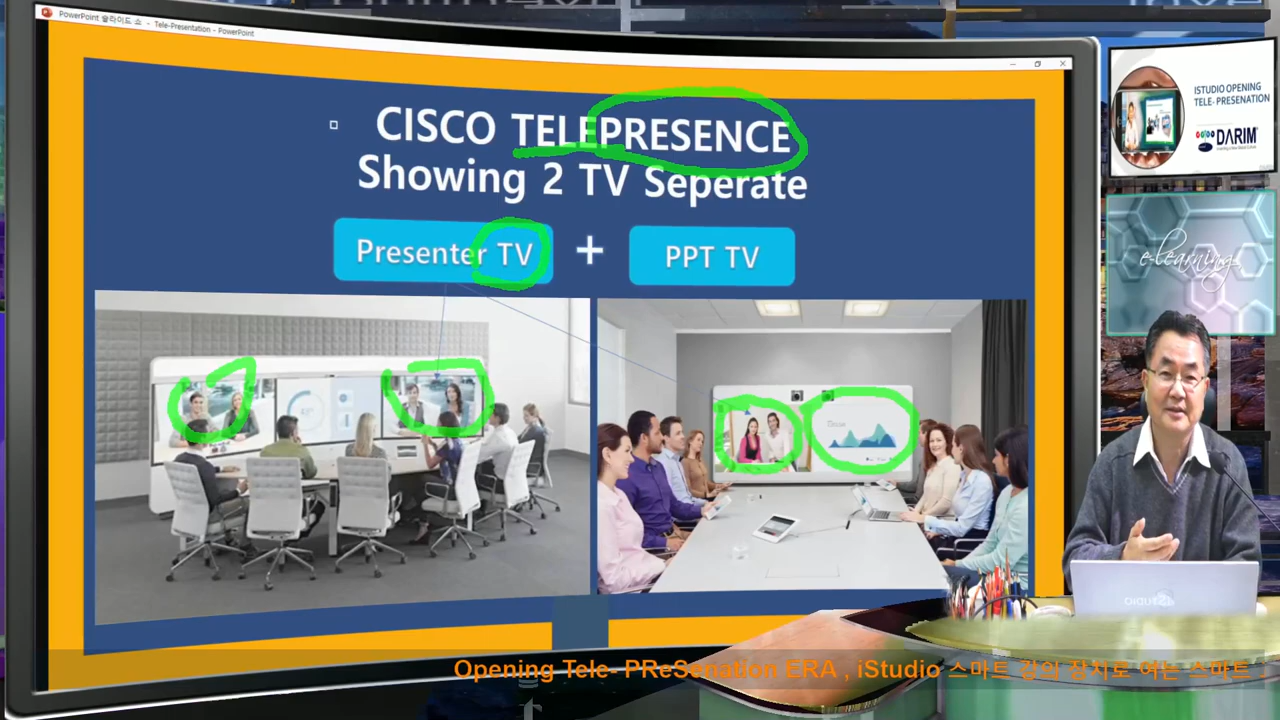 PowerPoint 슬라이드 쇼 - Tele-Presentation - PowerPoint
CISCO TELEPRESENCE
Showing 2 TV Seperate
Presenter TV
+
PPT TV
ISTUDIO OPENING
TELE- PRESENATION
DARIM
e-learning
Opening Tele- PReSenation ERA , iStudio 스마트 강의 장치로 여는 스마트